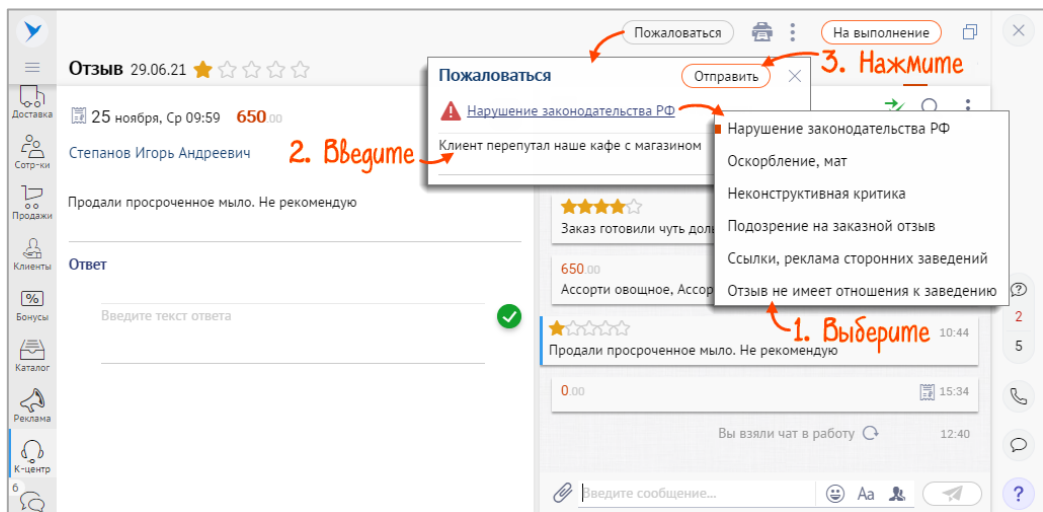 Пожаловаться
На выполнение
Отзыв 29.06.21
Пожаловаться
Отправить
3. Нажмите
Доставка
25 ноября, Ср 09:59 650.00
Нарушение законодательства РФ
Нарушение законодательства РФ
Степанов Игорь Андреевич
2. Введите
Клиент перепутал наше кафе с магазином
Оскорбление, мат
Сотр-ки
Неконструктивная критика
Продажи
Продали просроченное мыло. Не рекомендую
Заказ готовили чуть дол
Подозрение на заказной отзыв
Клиенты
Ответ
650.00
Ссылки, реклама сторонних заведений
Ассорти овощное, Ассор
Отзыв не имеет отношения к заведению
%
Бонусы
Введите текст ответа
1. Выберите
2
10:44
Продали просроченное мыло. Не рекомендую
5
Каталог
0.00
15:34
Реклама
Вы взяли чат в работу
12:40
К-центр
6
Введите сообщение...
Aa
?